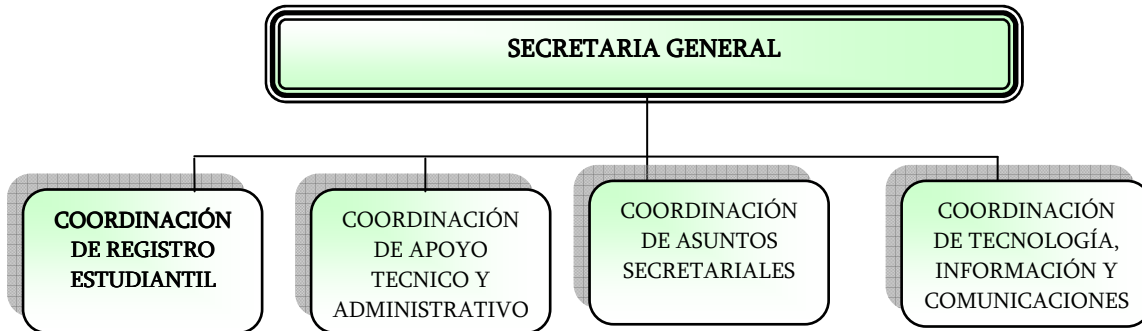 SECRETARIA GENERAL
COORDINACIÓN
DE REGISTRO
ESTUDIANTIL
COORDINACIÓN
DE APOYO
TECNICO Y
ADMINISTRATIVO
COORDINACIÓN
DE ASUNTOS
SECRETARIALES
COORDINACIÓN
DE TECNOLOGÍA,
INFORMACIÓN Y
COMUNICACIONES